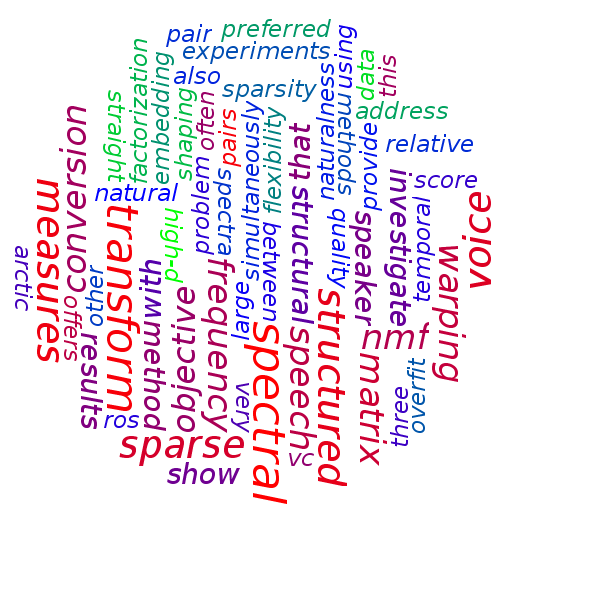 pair
preferred
experiments
using
also
sparsity
data
this
address
relative
score
natural
factorization
embedding
straight
shaping
often
pairs
simultaneously
flexibility
that
naturalness
methods
provide
conversion
problem
spectra
structural
quality
speaker
investigate
temporal
voice
measures
transform
high-p
between
warping
arctic
offers
other
with
method
objective
frequency
large
spectral
speech
structured
nmf
matrix
three
overfit
results
ros
very
sparse
vc
show